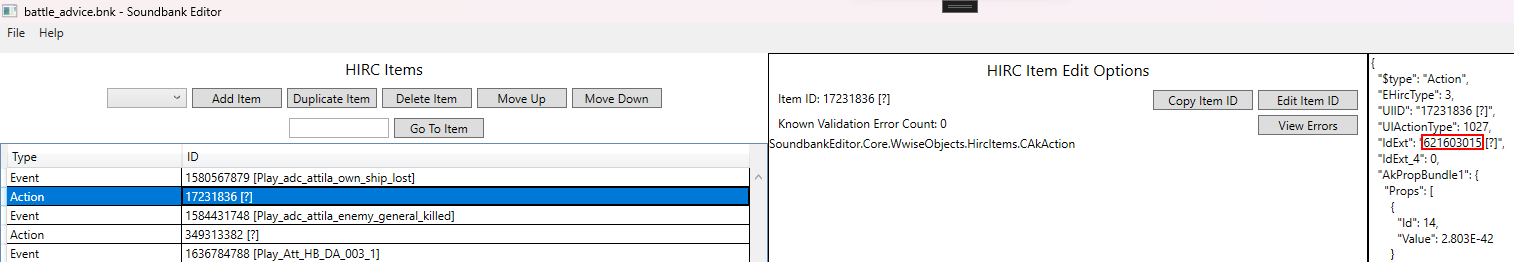 battle_advice.bnk - Soundbank Editor
File Help
HIRC Items
Add Item Duplicate Item Delete Item Move Up Move Down
Go To Item
Type ID
Event 1580567879 [Play_adc_attila_own_ship_lost]
Action 17231836 [?]
Event 1584431748 [Play_adc_attila_enemy_general_killed]
Action 349313382 [?]
Event 1636784788 [Play_Att_HB_DA_003_1]
HIRC Item Edit Options
Item ID: 17231836 [?] Copy Item ID Edit Item ID
Known Validation Error Count: 0 View Errors
SoundbankEditor.Core.WwiseObjects.HircItems.CAkAction
{
"$type": "Action",
"EHircType": 3,
"UlID": "17231836 [?]",
"UlActionType": 1027,
"IdExt": "621603015 [?]",
"IdExt_4": 0,
"AkPropBundle1": {
"Props": [
{
"Id": 14,
"Value": 2.803E-42
}